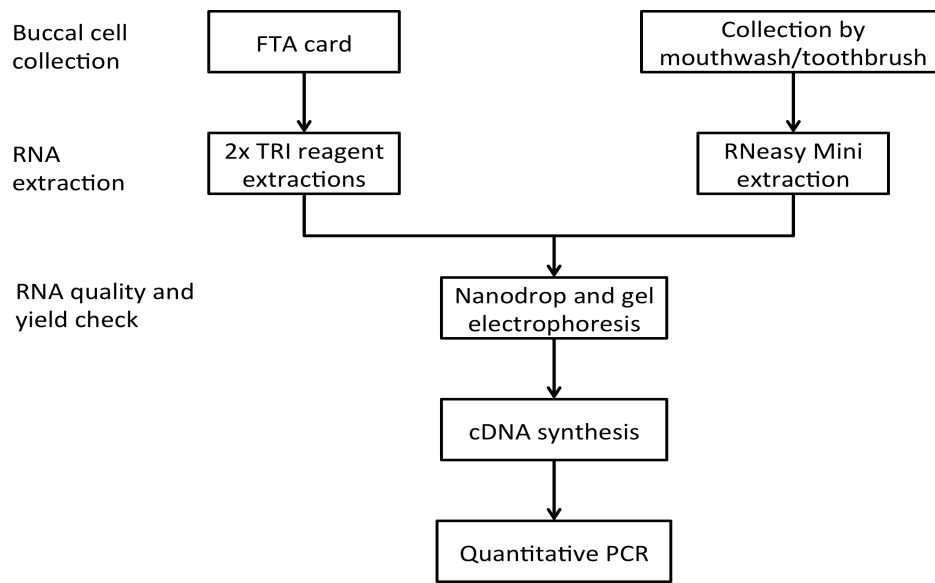 Buccal cell
collection
FTA card
Collection by
mouthwash/toothbrush
RNA
extraction
2x TRI reagent
extractions
RNeasy Mini
extraction
RNA quality and
yield check
Nanodrop and gel
electrophoresis
cDNA synthesis
Quantitative PCR